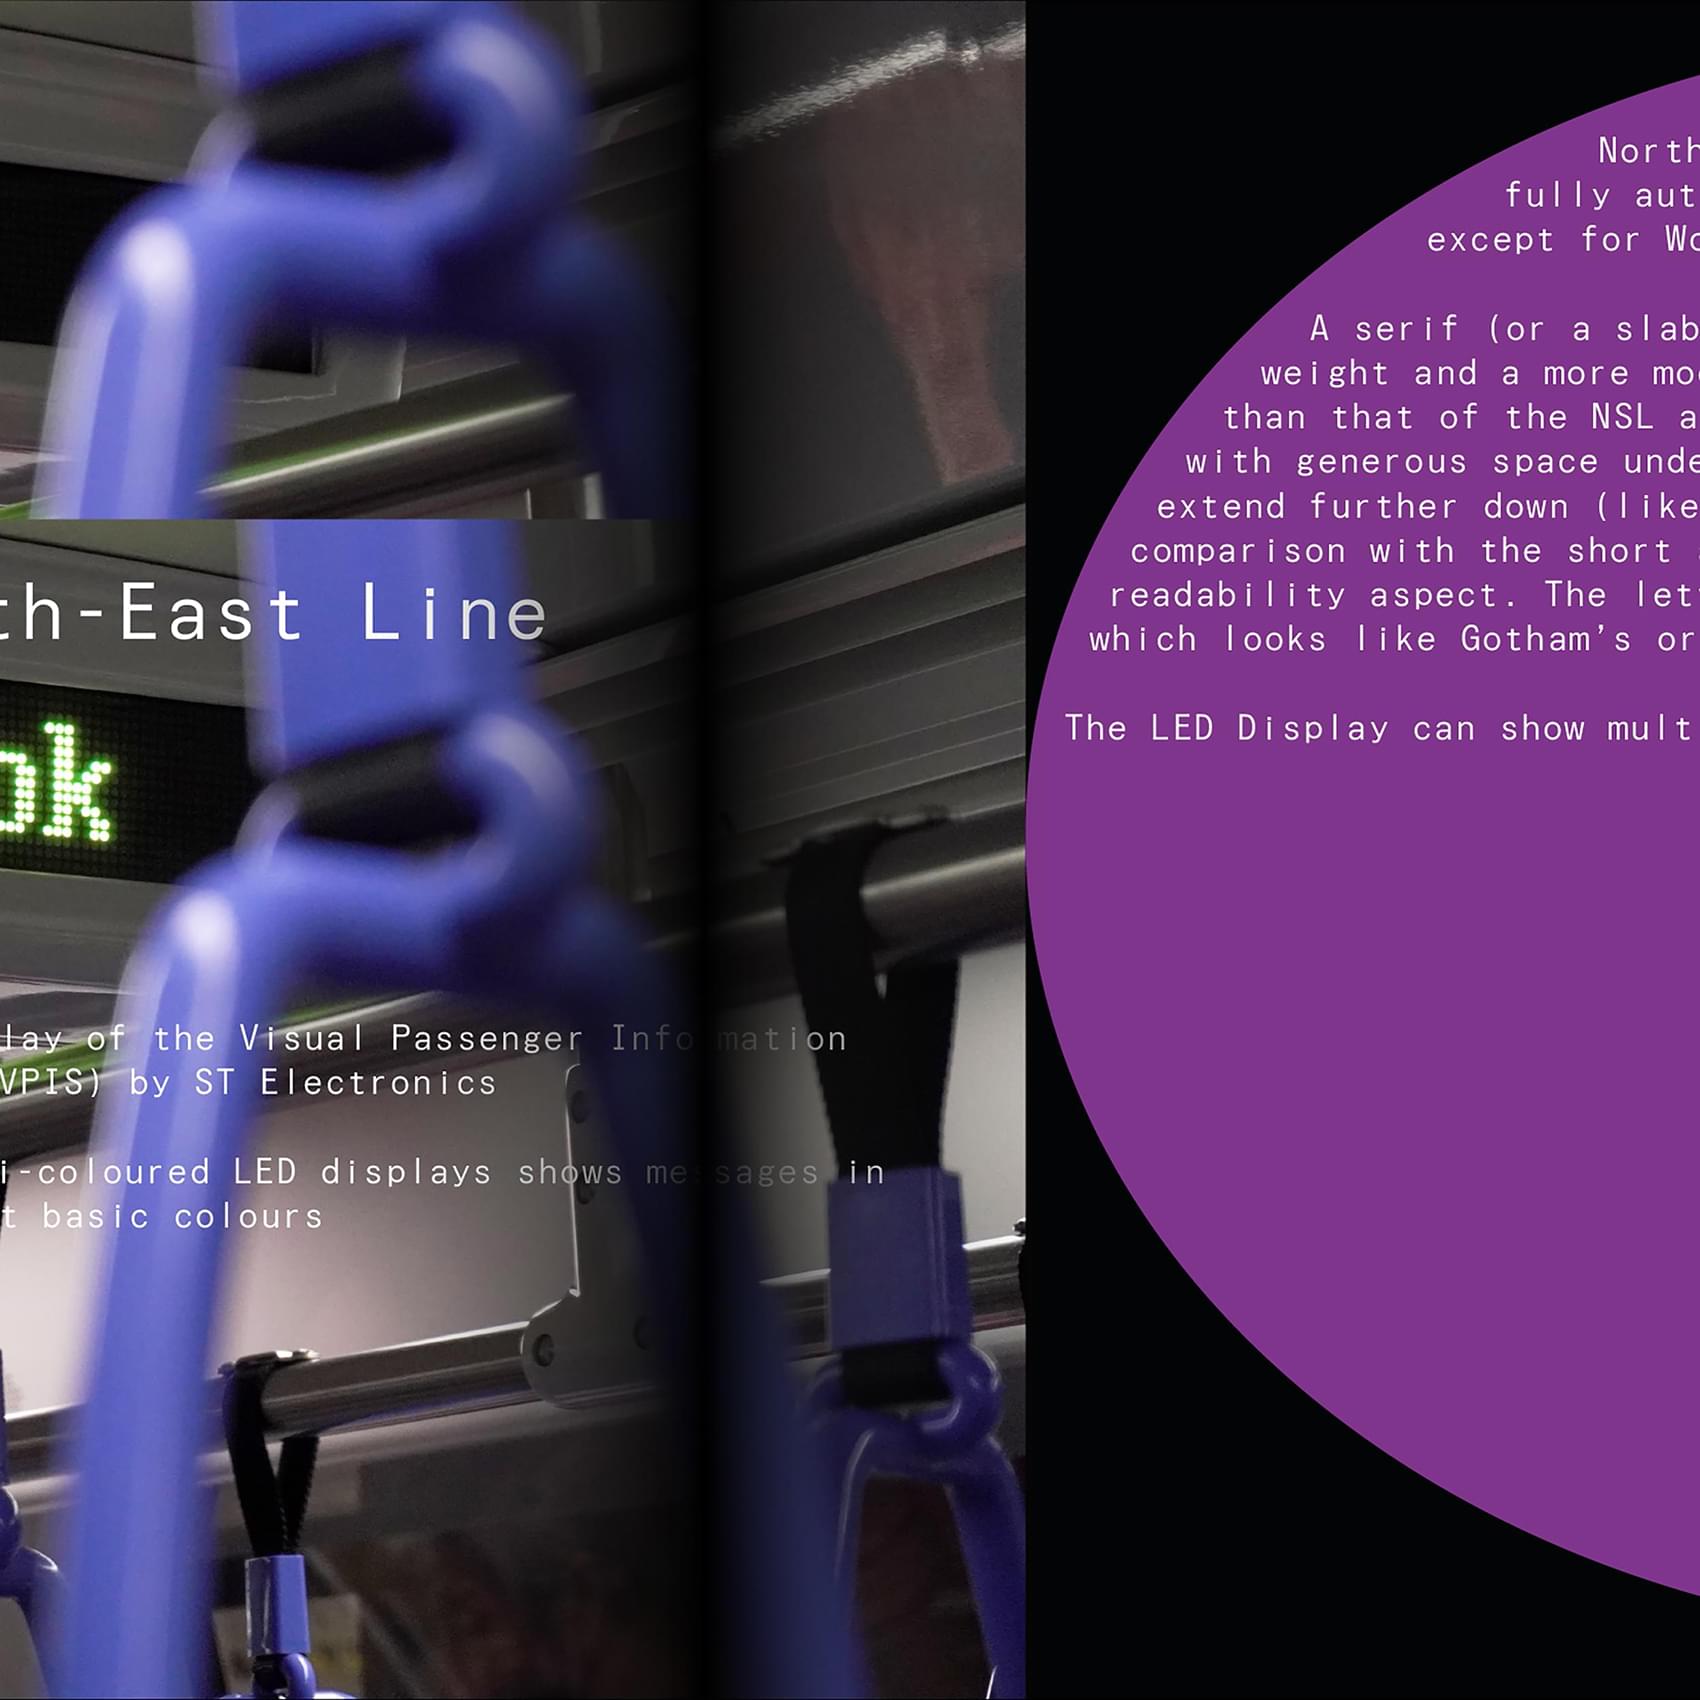 th-East Line
ok
lay of the Visual Passenger Information
VPIS) by ST Electronics
i-coloured LED displays shows messages in
t basic colours
North
fully aut
except for Wo
A serif (or a slab
weight and a more mod
than that of the NSL a
with generous space unde
extend further down (like
comparison with the short
readability aspect. The lett
which looks like Gotham’s or
The LED Display can show mult